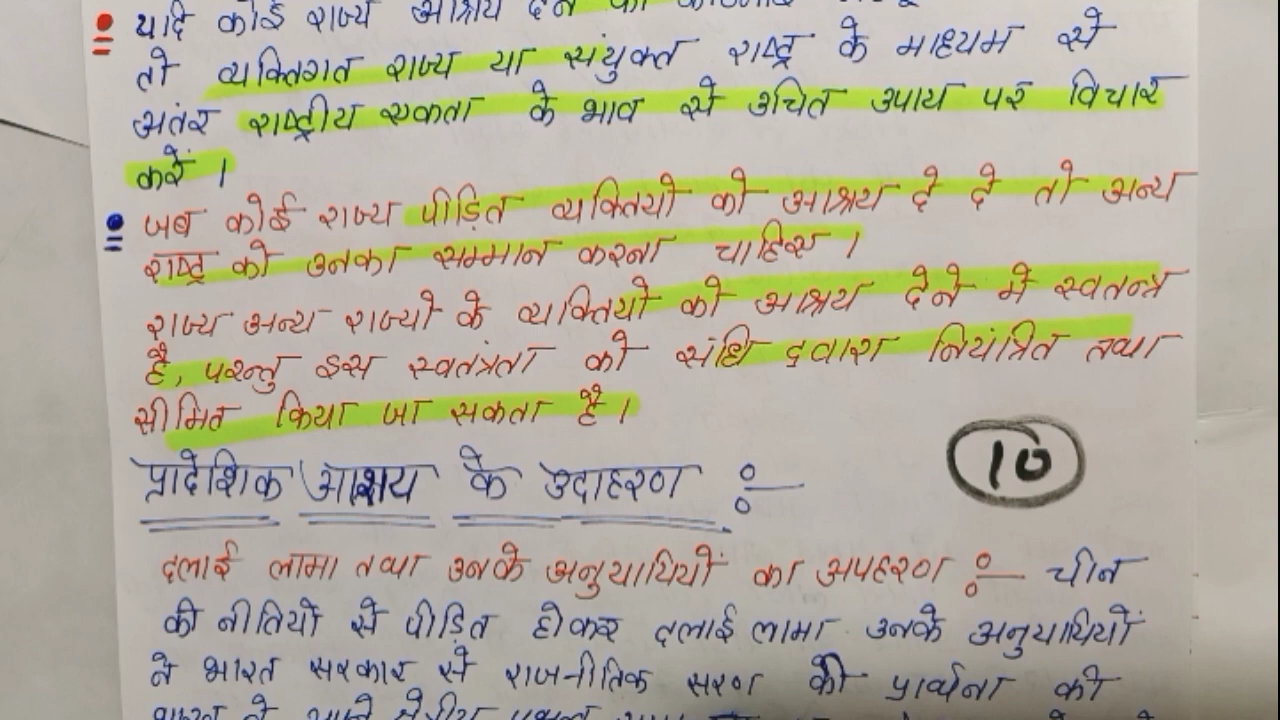 यदि कोई राज्य आश्रय देने
तो व्यक्तिगत राज्य या संयुक्त राष्ट्र के माध्यम से
अंतर राष्ट्रीय एकता के भाव से उचित उपाय पर विचार
करें ।
जब कोई राज्य पीड़ित व्यक्तियो को आश्रय दे दे तो अन्य
राष्ट्र को उनका सम्मान करना चाहिए ।
राज्य अन्य राज्यो के व्यक्तियो को आश्रय देने मे स्वतन्त्र
है, परन्तु इस स्वतंत्रता को संधि द्वारा नियंत्रित तथा
सीमित किया जा सकता है ।
प्रादेशिक आश्रय के उदाहरण :-
10
दलाई लामा तथा उनके अनुयायियों का अपहरण :- चीन
की नीतियो से पीड़ित होकर दलाई लामा उनके अनुयायियों
ने भारत सरकार से राजनीतिक सरण की प्रार्थना की